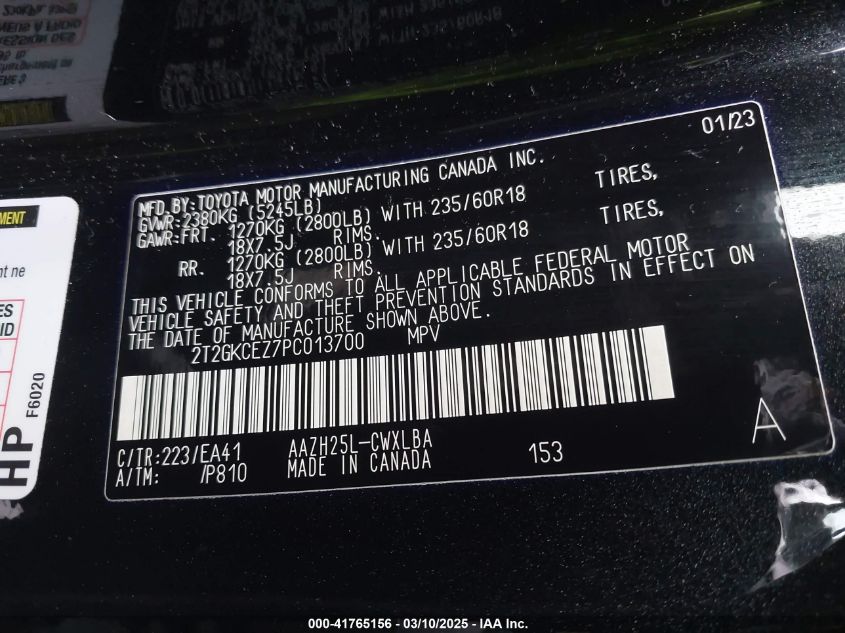 01/23
MFD.BY:TOYOTA MOTOR MANUFACTURING CANADA INC.
GVWR:2380KG (5245LB)
GAWR:FRT. 1270KG (2800LB) WITH 235/60R18 TIRES,
18X7.5J RIMS.
RR. 1270KG (2800LB) WITH 235/60R18 TIRES,
18X7.5J RIMS.
THIS VEHICLE CONFORMS TO ALL APPLICABLE FEDERAL MOTOR
VEHICLE SAFETY AND THEFT PREVENTION STANDARDS IN EFFECT ON
THE DATE OF MANUFACTURE SHOWN ABOVE.
2T2GKCEZ7PC013700 MPV
A
C/TR:223/EA41 AAZH25L-CWXLBA 153
A/TM: /P810 MADE IN CANADA
HP
F6020
000-41765156 - 03/10/2025 - IAA Inc.